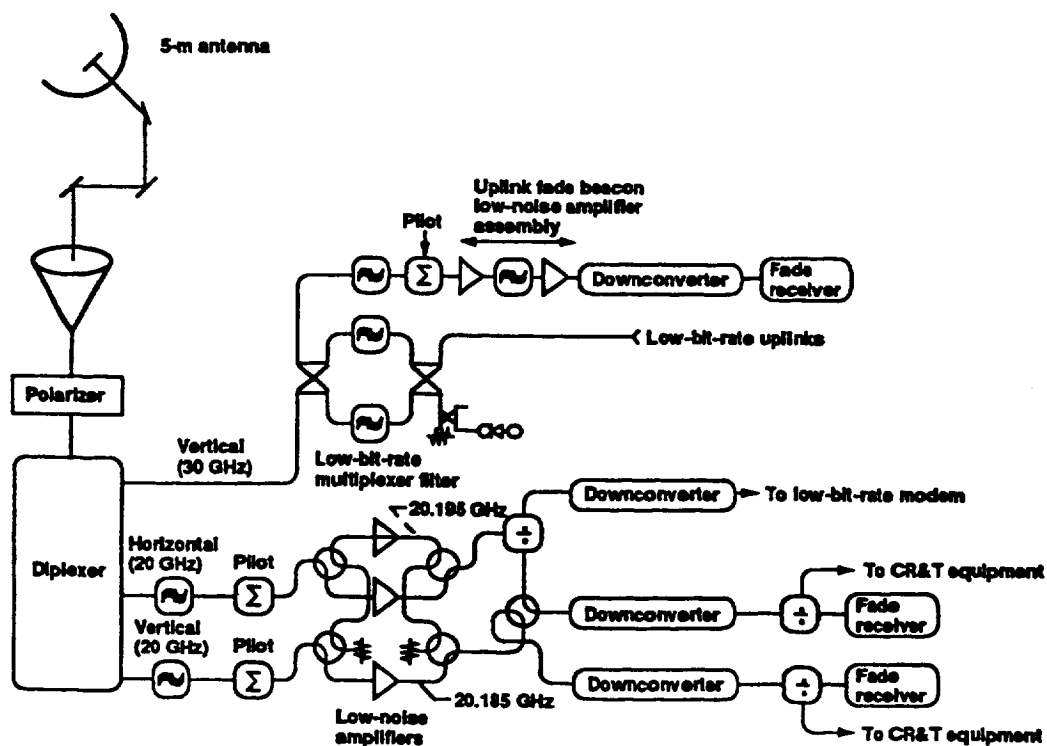 5-m antenna
Uplink fade beacon
low-noise amplifier
assembly
Pilot
Σ
Downconverter
Fade
receiver
Low-bit-rate uplinks
Polarizer
Vertical
(30 GHz)
Low-bit-rate
multiplexer filter
Downconverter
To low-bit-rate modem
20.195 GHz
÷
Diplexer
Horizontal
(20 GHz)
Pilot
Σ
To CR&T equipment
Downconverter
÷
Fade
receiver
Vertical
(20 GHz)
Pilot
Σ
Downconverter
÷
Fade
receiver
20.185 GHz
Low-noise
amplifiers
To CR&T equipment